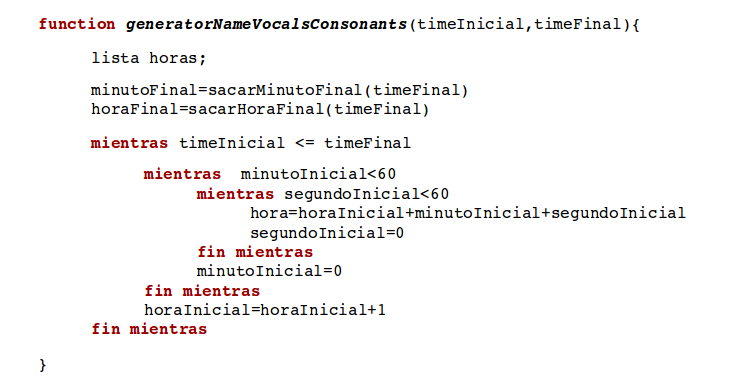 function generatorNameVocalsConsonants(timeInicial,timeFinal){
lista horas;
minutoFinal=sacarMinutoFinal(timeFinal)
horaFinal=sacarHoraFinal(timeFinal)
mientras timeInicial <= timeFinal
mientras minutoInicial<60
mientras segundoInicial<60
hora=horaInicial+minutoInicial+segundoInicial
segundoInicial=0
fin mientras
minutoInicial=0
fin mientras
horaInicial=horaInicial+1
fin mientras
}